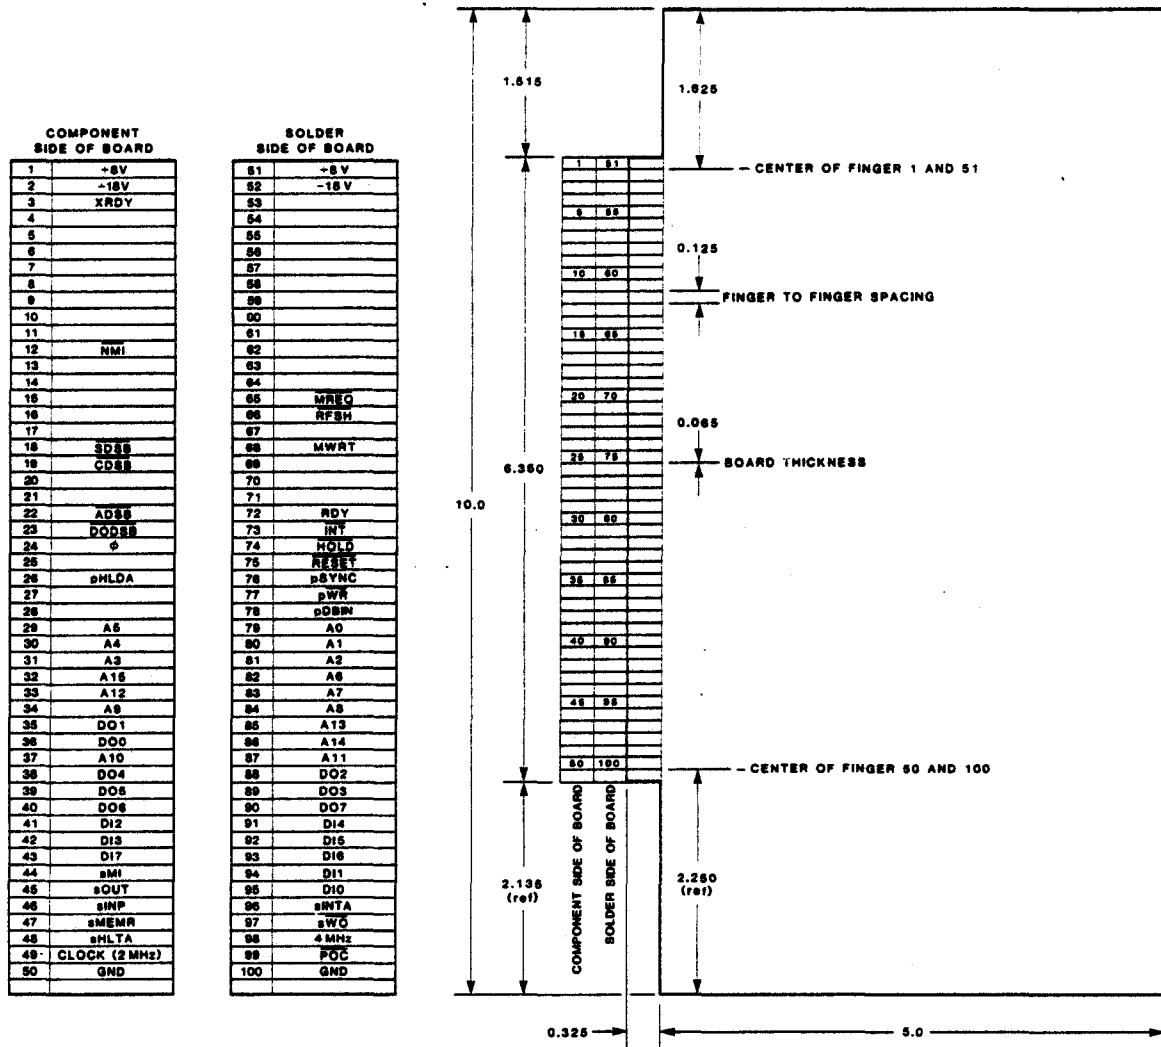 COMPONENT
SIDE OF BOARD
1 +8V
2 +18V
3 XRDY
4
5
6
7
8
9
10
11
12 NMI
13
14
15
16
17
18 SDSB
19 CDSB
20
21
22 ADSB
23 DODSB
24 ϕ
25
26 pHLDA
27
28
29 A5
30 A4
31 A3
32 A15
33 A12
34 A9
35 DO1
36 DO0
37 A10
38 DO4
39 DO5
40 DO6
41 DI2
42 DI3
43 DI7
44 sMI
45 sOUT
46 sINP
47 sMEMR
48 sHLTA
49 CLOCK (2MHz)
50 GND
SOLDER
SIDE OF BOARD
51 +8V
52 -18V
53
54
55
56
57
58
59
60
61
62
63
64
65 MREQ
66 RFSH
67
68 MWRT
69
70
71
72 RDY
73 INT
74 HOLD
75 RESET
76 pSYNC
77 pWR
78 pDBIN
79 A0
80 A1
81 A2
82 A6
83 A7
84 A8
85 A13
86 A14
87 A11
88 DO2
89 DO3
90 DO7
91 DI4
92 DI5
93 DI6
94 DI1
95 DI0
96 sINTA
97 sWO
98 4MHz
99 POC
100 GND
10.0
1.615
6.350
2.135
(ref)
0.325
1 51
5 55
10 60
15 65
20 70
25 75
30 80
35 85
40 90
45 95
50 100
COMPONENT SIDE OF BOARD
SOLDER SIDE OF BOARD
1.625
CENTER OF FINGER 1 AND 51
0.125
FINGER TO FINGER SPACING
0.065
BOARD THICKNESS
CENTER OF FINGER 50 AND 100
2.250
(ref)
5.0